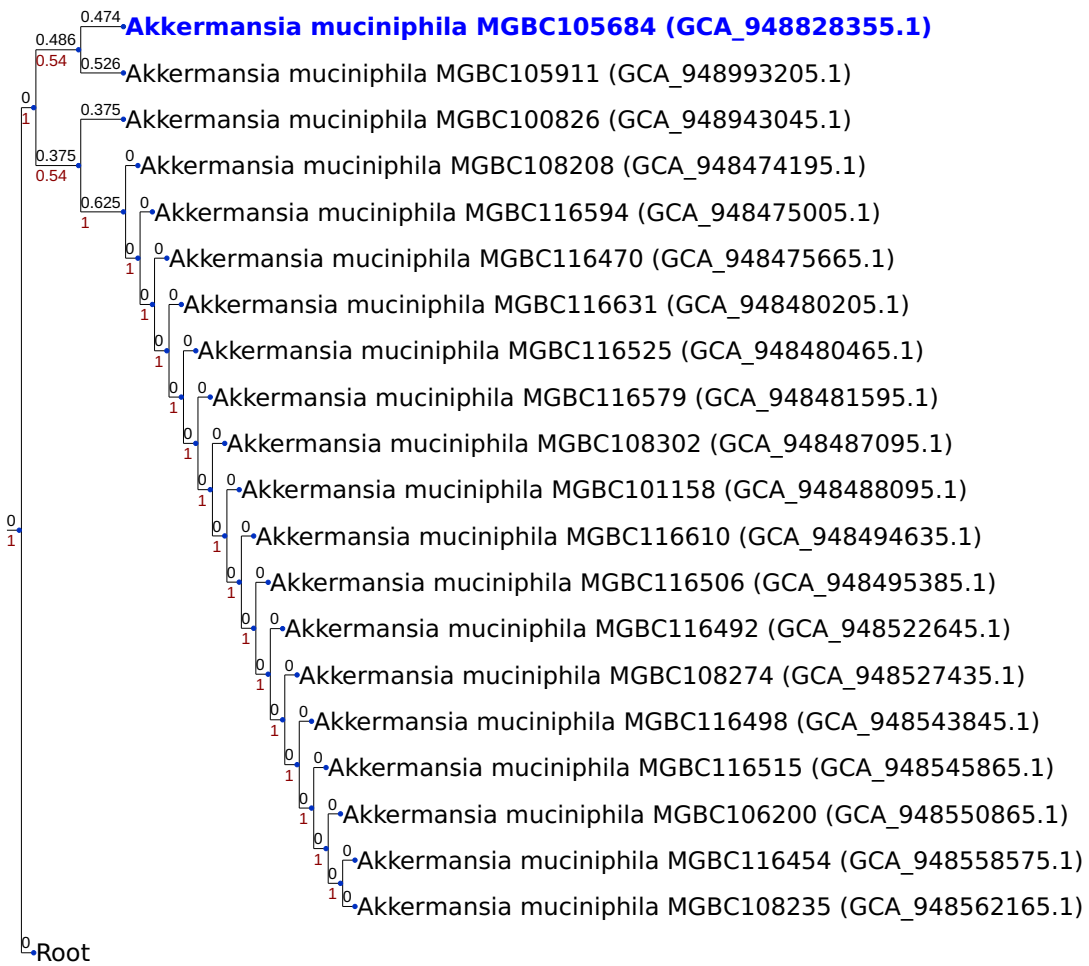 0.474
Akkermansia muciniphila MGBC105684 (GCA_948828355.1)
0.486
0.54
0.526
Akkermansia muciniphila MGBC105911 (GCA_948993205.1)
0
1
0.375
Akkermansia muciniphila MGBC100826 (GCA_948943045.1)
0.375
0.54
0
Akkermansia muciniphila MGBC108208 (GCA_948474195.1)
0.625
1
0
Akkermansia muciniphila MGBC116594 (GCA_948475005.1)
0
1
0
Akkermansia muciniphila MGBC116470 (GCA_948475665.1)
0
1
0
Akkermansia muciniphila MGBC116631 (GCA_948480205.1)
0
1
0
Akkermansia muciniphila MGBC116525 (GCA_948480465.1)
0
1
0
Akkermansia muciniphila MGBC116579 (GCA_948481595.1)
0
1
0
Akkermansia muciniphila MGBC108302 (GCA_948487095.1)
0
1
0
Akkermansia muciniphila MGBC101158 (GCA_948488095.1)
0
1
0
Akkermansia muciniphila MGBC116610 (GCA_948494635.1)
0
1
0
1
0
Akkermansia muciniphila MGBC116506 (GCA_948495385.1)
0
1
0
Akkermansia muciniphila MGBC116492 (GCA_948522645.1)
0
1
0
Akkermansia muciniphila MGBC108274 (GCA_948527435.1)
0
1
0
Akkermansia muciniphila MGBC116498 (GCA_948543845.1)
0
1
0
Akkermansia muciniphila MGBC116515 (GCA_948545865.1)
0
1
0
Akkermansia muciniphila MGBC106200 (GCA_948550865.1)
0
1
0
Akkermansia muciniphila MGBC116454 (GCA_948558575.1)
0
1
0
Akkermansia muciniphila MGBC108235 (GCA_948562165.1)
0
Root